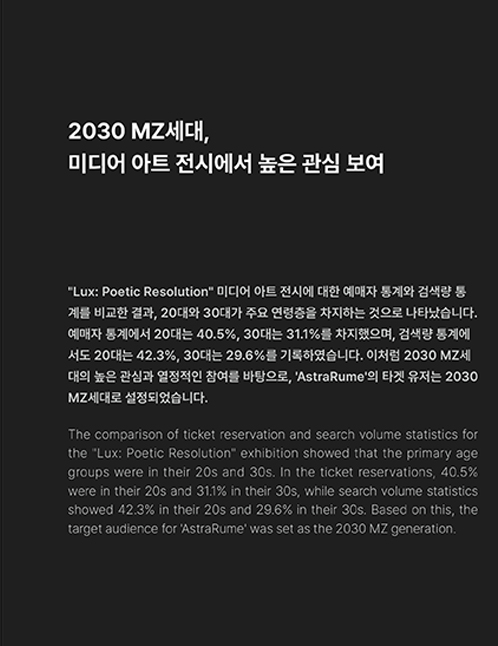 2030 MZ세대,
미디어 아트 전시에서 높은 관심 보여
"Lux: Poetic Resolution" 미디어 아트 전시에 대한 예매자 통계와 검색량 통
계를 비교한 결과, 20대와 30대가 주요 연령층을 차지하는 것으로 나타났습니다.
예매자 통계에서 20대는 40.5%, 30대는 31.1%를 차지했으며, 검색량 통계에
서도 20대는 42.3%, 30대는 29.6%를 기록하였습니다. 이처럼 2030 MZ세
대의 높은 관심과 열정적인 참여를 바탕으로, 'AstraRume'의 타겟 유저는 2030
MZ세대로 설정되었습니다.
The comparison of ticket reservation and search volume statistics for
the "Lux: Poetic Resolution" exhibition showed that the primary age
groups were in their 20s and 30s. In the ticket reservations, 40.5%
were in their 20s and 31.1% in their 30s, while search volume statistics
showed 42.3% in their 20s and 29.6% in their 30s. Based on this, the
target audience for 'AstraRume' was set as the 2030 MZ generation.